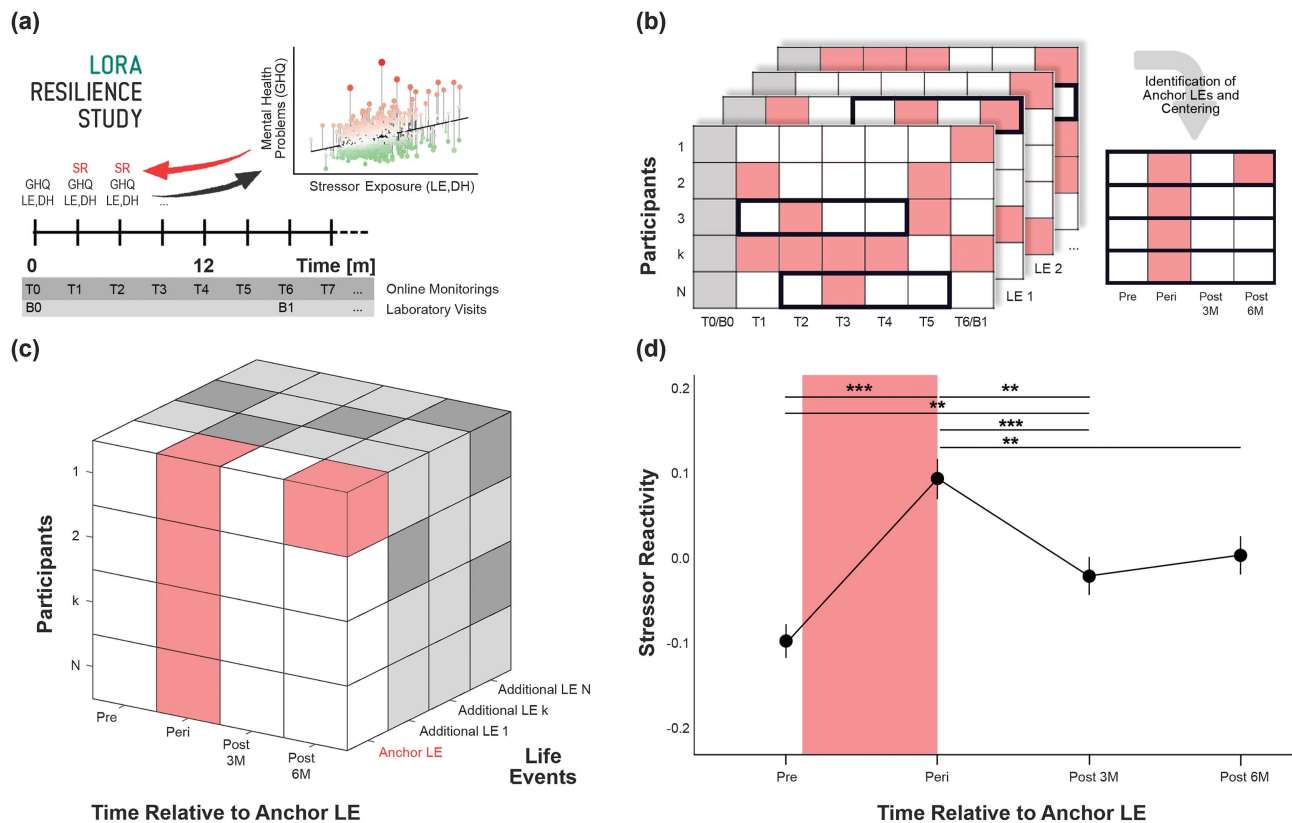 (a)
LORA
RESILIENCE
STUDY
Mental Health
Problems (GHQ)
Stressor Exposure (LE,DH)
SR SR
GHQ GHQ GHQ
LE,DH LE,DH LE,DH ...
0 12 Time [m]
T0 T1 T2 T3 T4 T5 T6 T7 ... Online Monitorings
B0 B1 ... Laboratory Visits
(b)
Participants
1
2
3
k
N
T0/B0 T1 T2 T3 T4 T5 T6/B1
LE 1
LE 2
...
Identification of
Anchor LEs and
Centering
Pre Peri Post Post
3M 6M
(c)
Participants
1
2
k
N
Pre
Peri
Post
3M
Post
6M
Anchor LE
Additional LE 1
Additional LE k
Additional LE N
Life
Events
Time Relative to Anchor LE
(d)
Stressor Reactivity
0.2
0.1
0.0
-0.1
-0.2
*** **
**
***
**
Pre Peri Post 3M Post 6M
Time Relative to Anchor LE